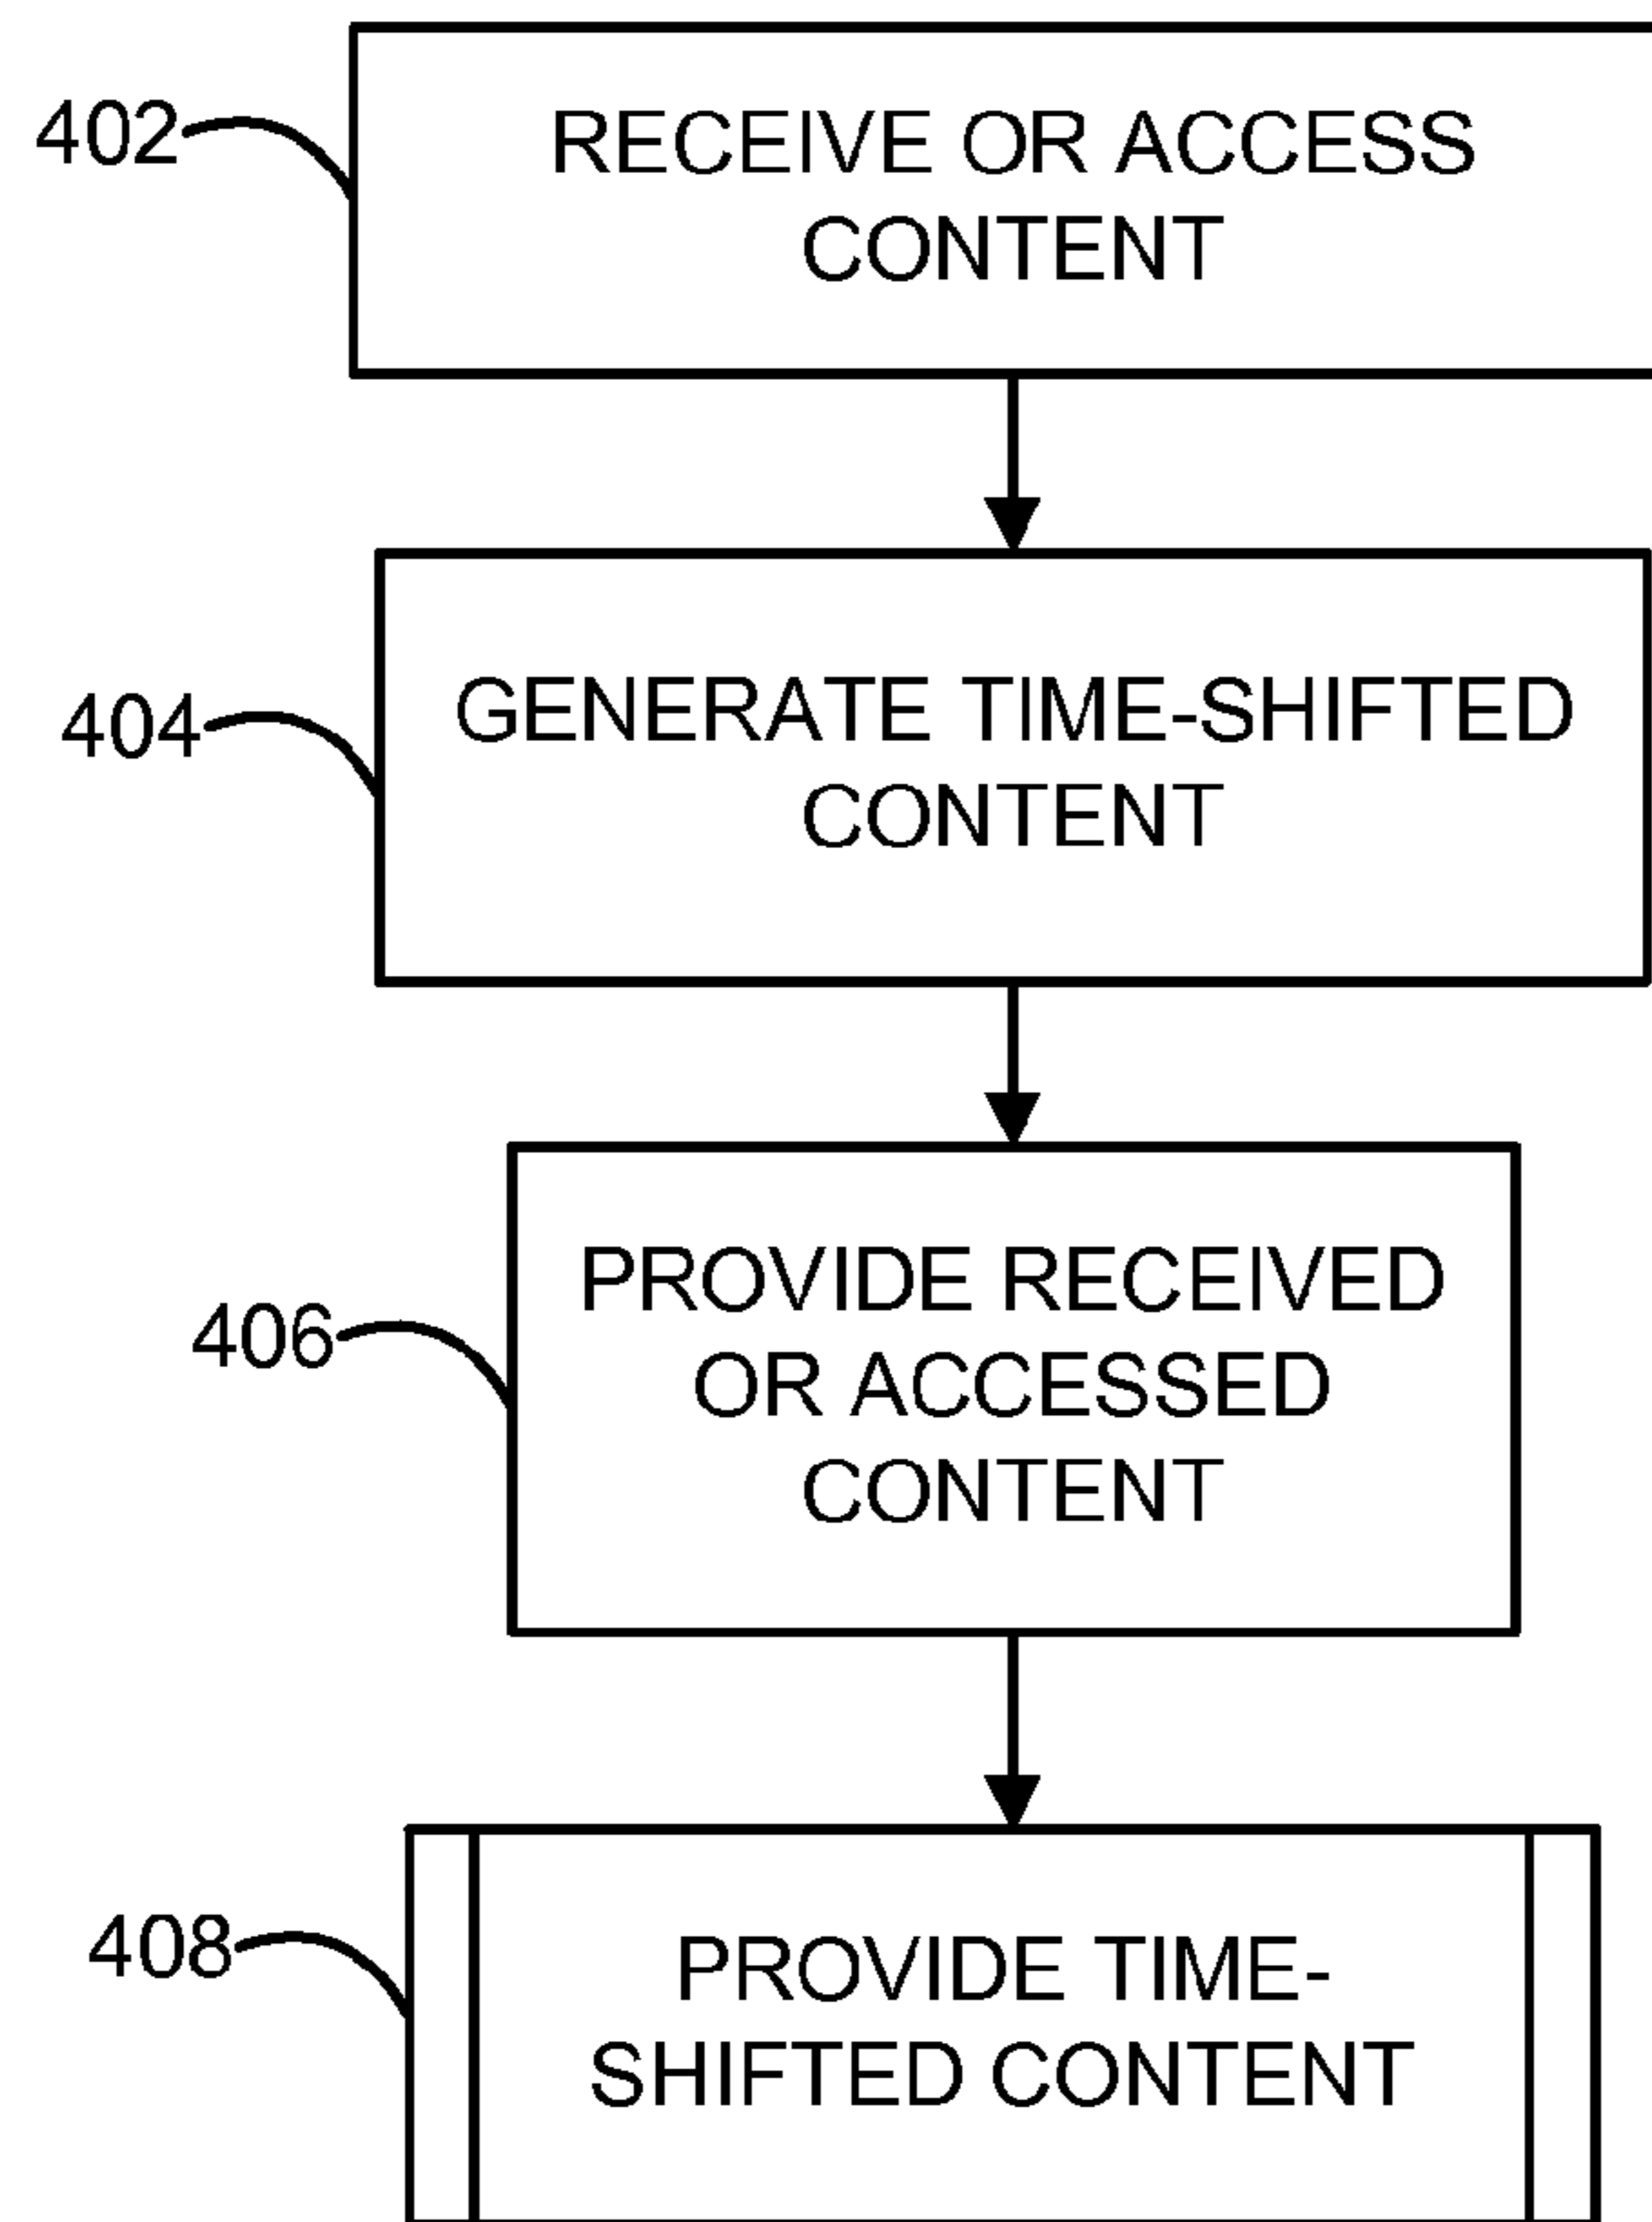 402
RECEIVE OR ACCESS
CONTENT
404
GENERATE TIME-SHIFTED
CONTENT
406
PROVIDE RECEIVED
OR ACCESSED
CONTENT
408
PROVIDE TIME-
SHIFTED CONTENT